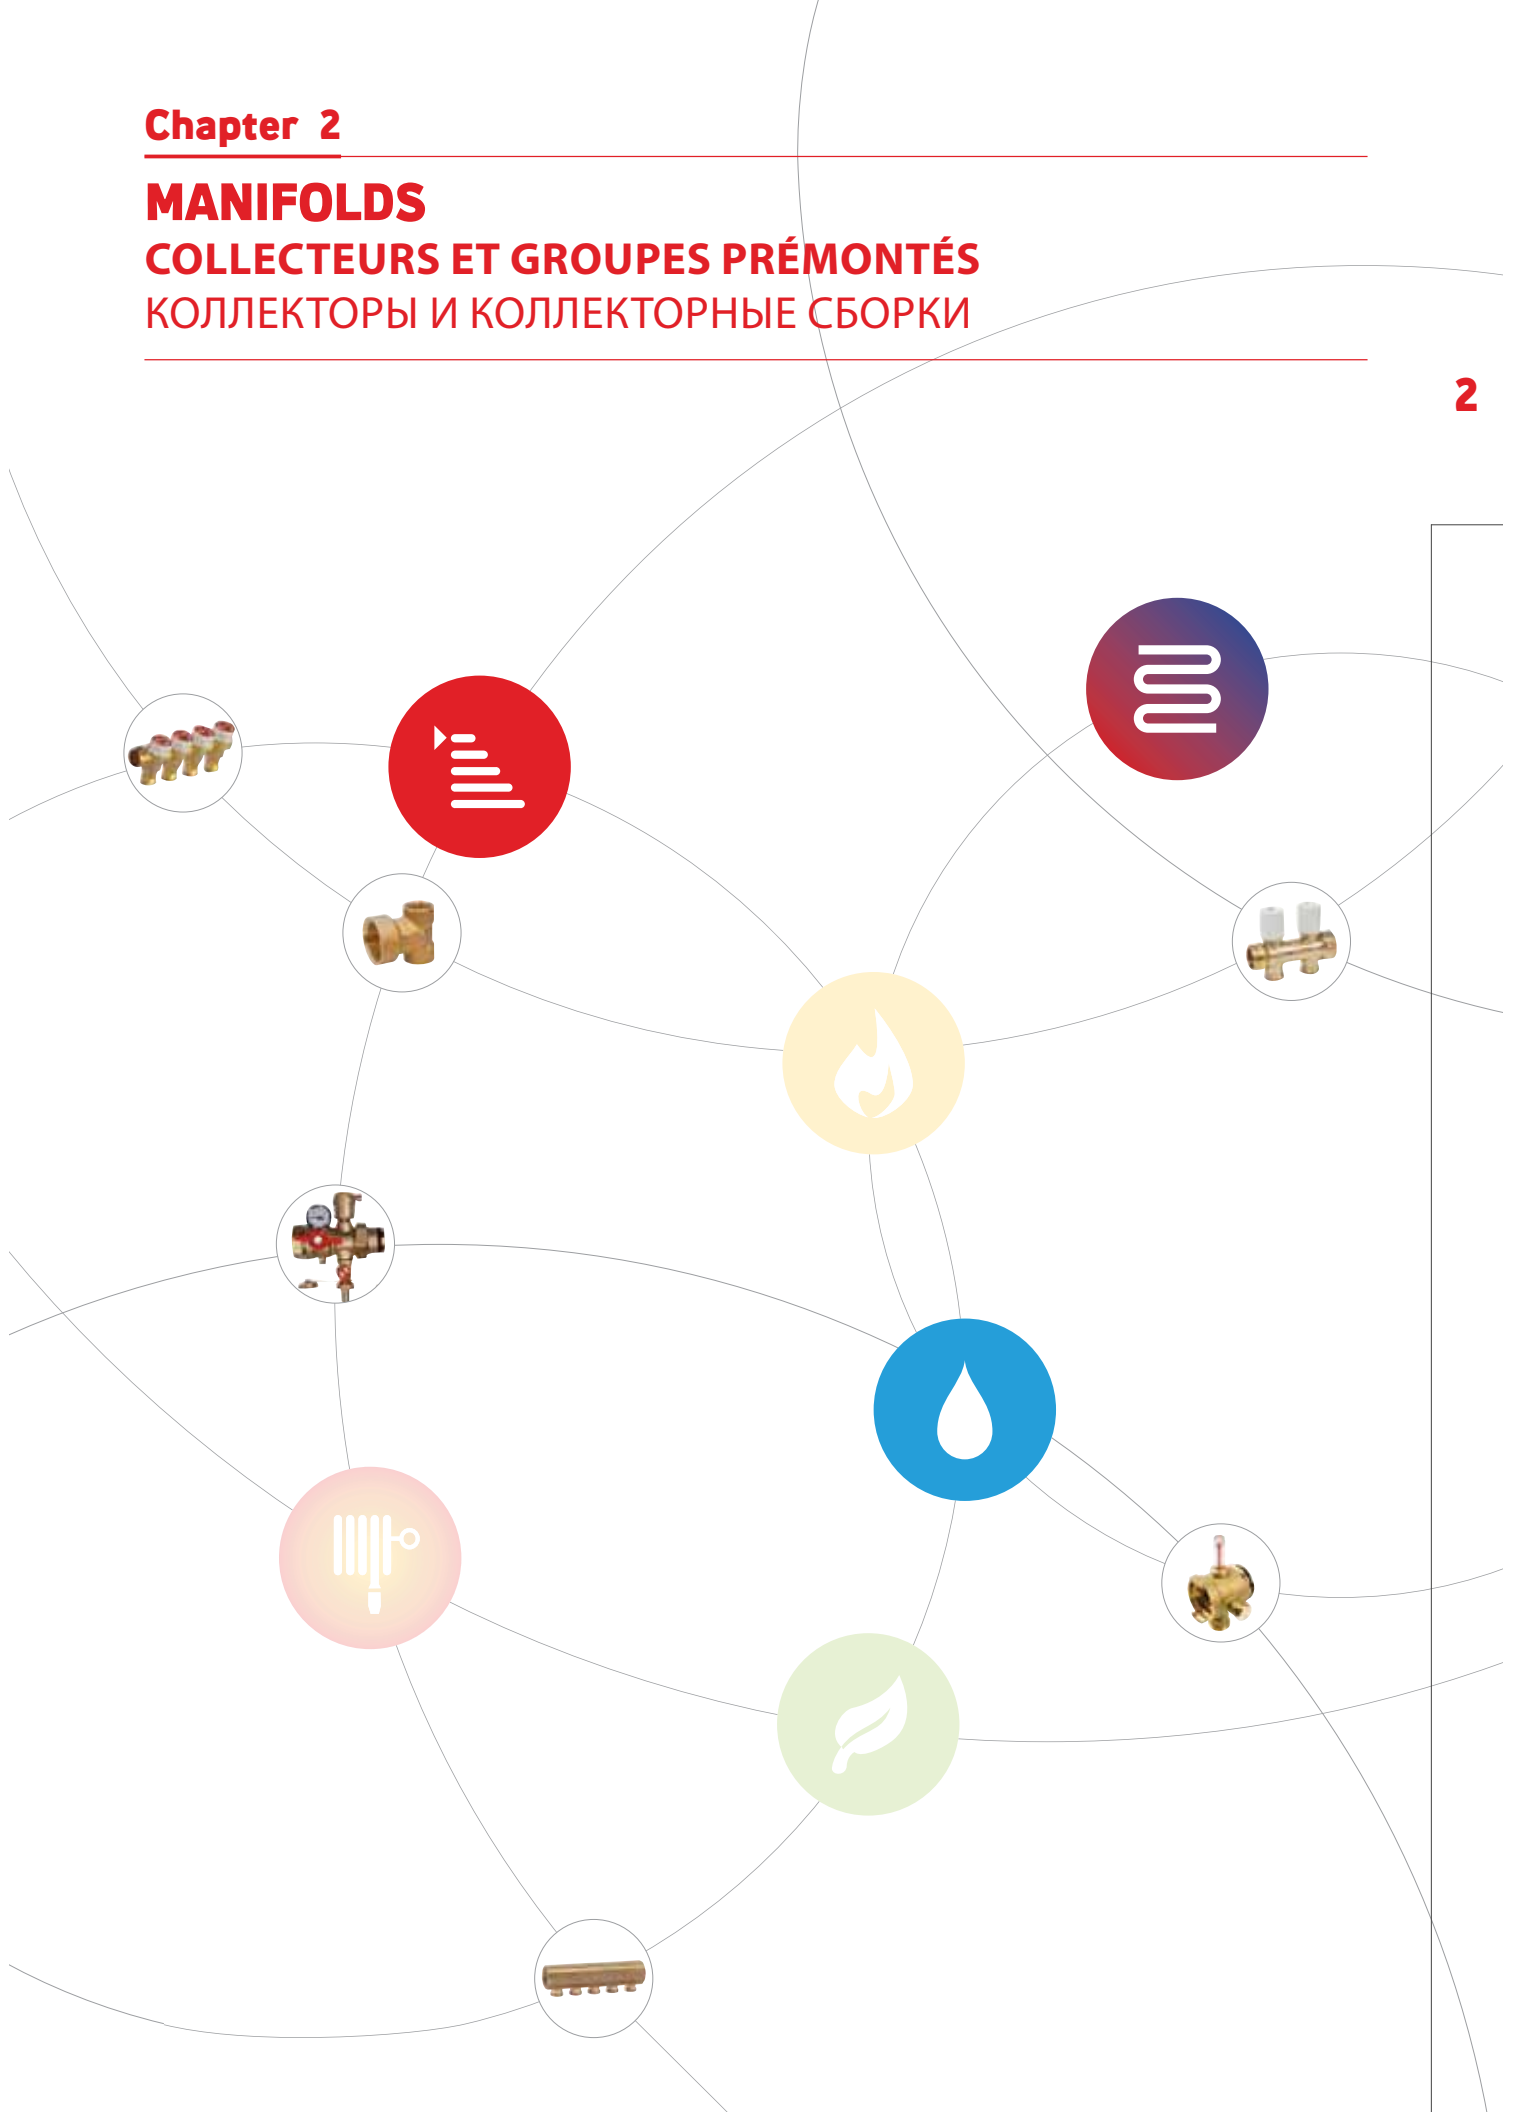 Chapter 2
MANIFOLDS
COLLECTEURS ET GROUPES PRÉMONTÉS
КОЛЛЕКТОРЫ И КОЛЛЕКТОРНЫЕ СБОРКИ
2